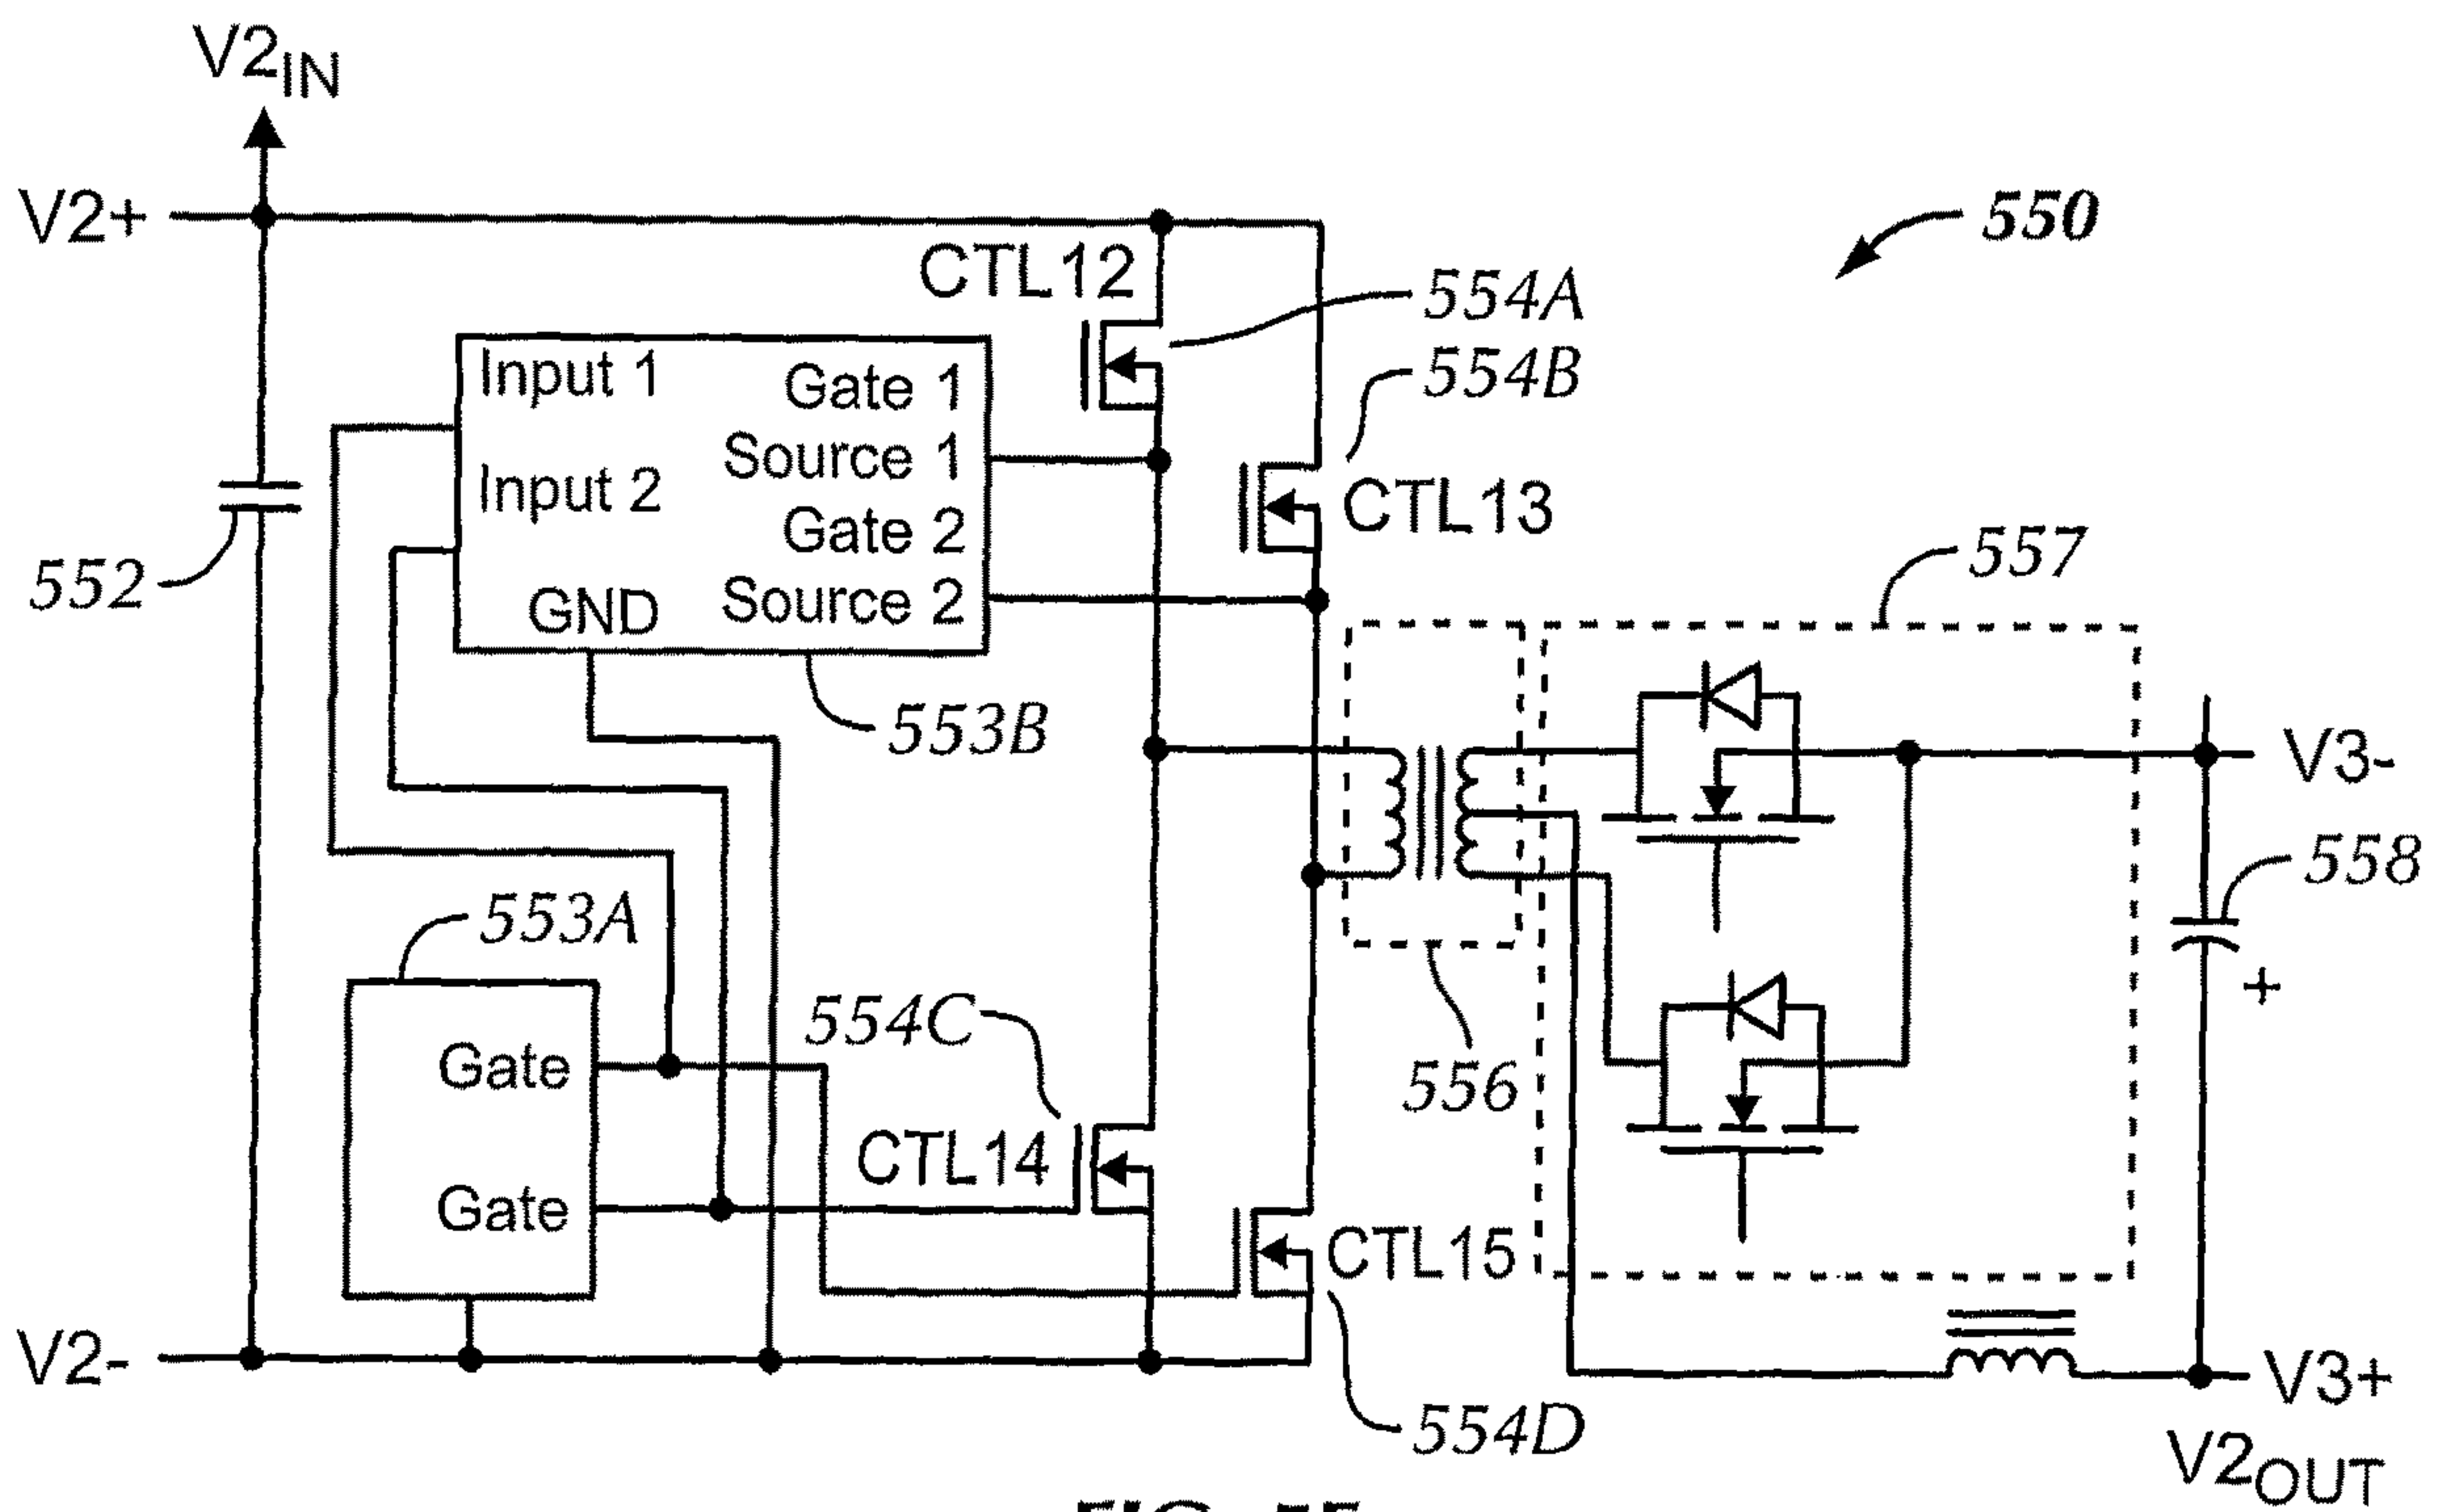 V2IN
V2+
550
CTL12
554A
554B
Input 1
Gate 1
Source 1
Input 2
CTL13
Gate 2
557
552
GND
Source 2
553B
V3-
558
553A
+
554C
Gate
556
CTL14
Gate
CTL15
V2-
V3+
554D
V2OUT